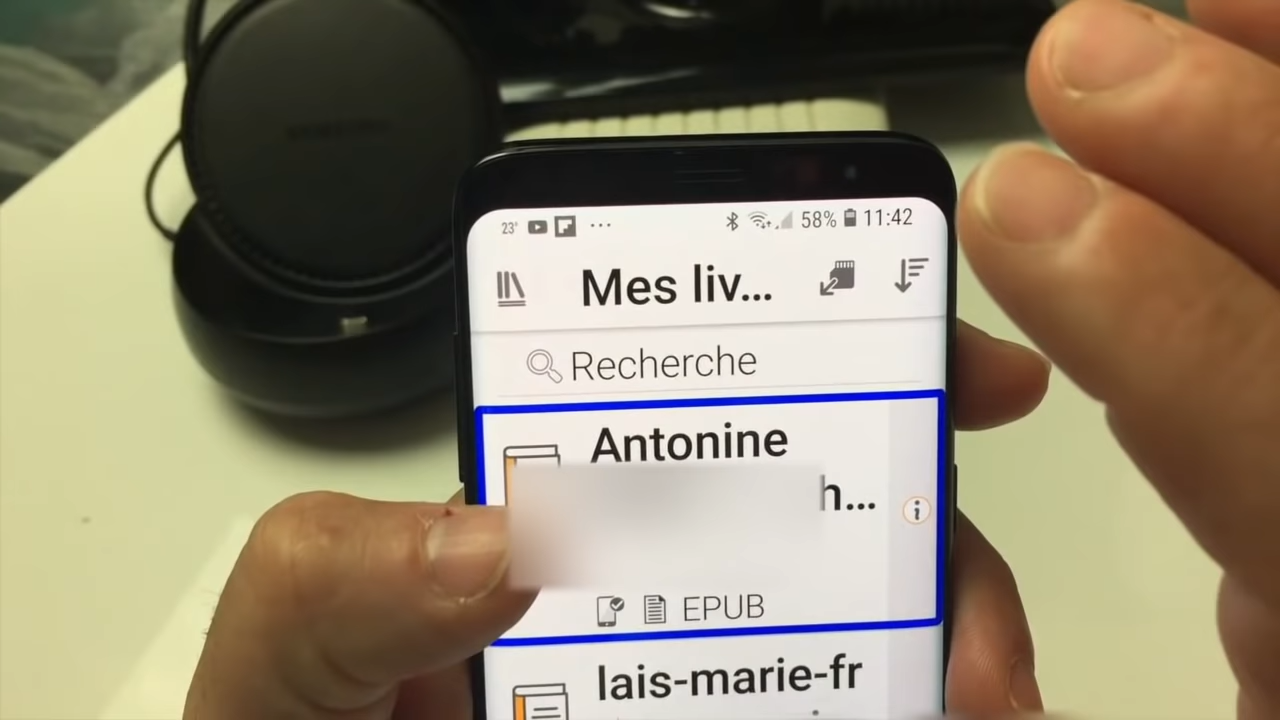 23°
58% 11:42
Mes liv...
Recherche
Antonine
h...
EPUB
lais-marie-fr